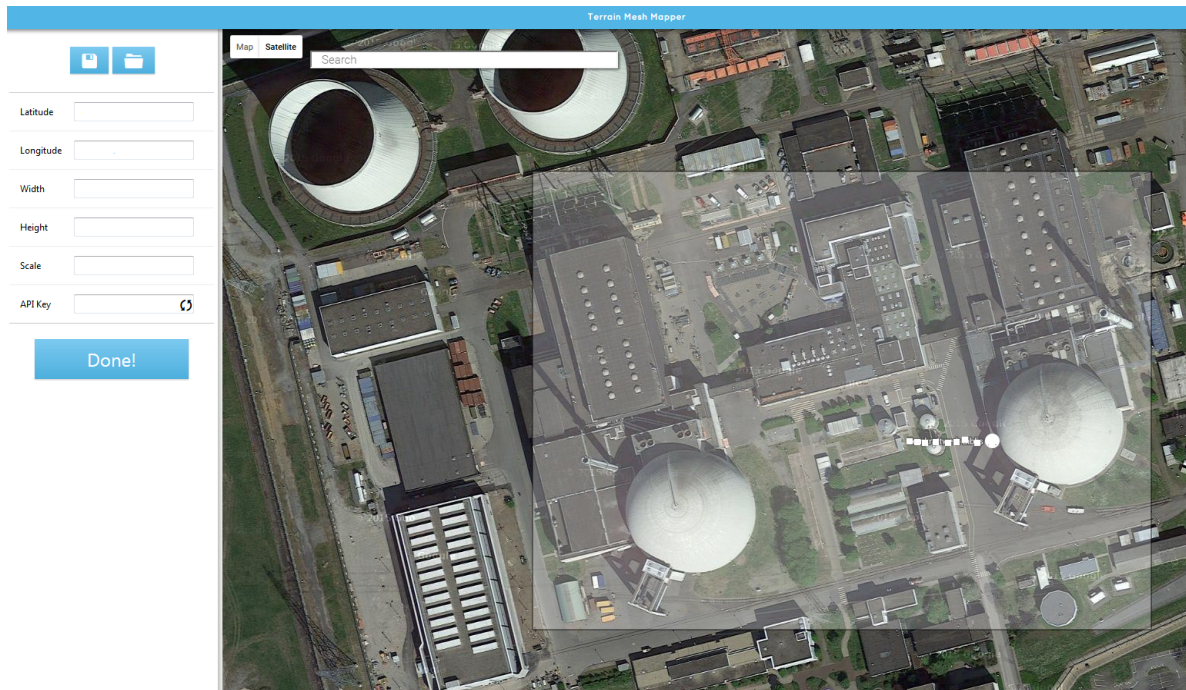 Terrain Mesh Mapper
Map Satellite
Search
Latitude
Longitude
Width
Height
Scale
API Key
Done!